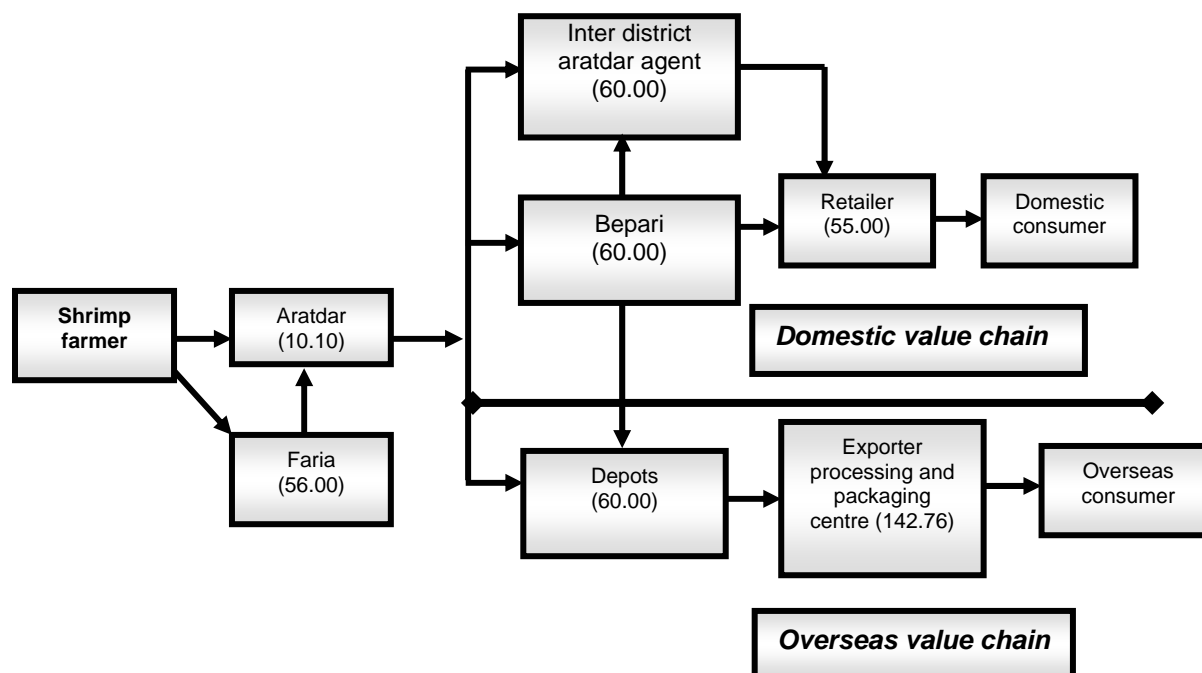 Inter district
aratdar agent
(60.00)
Bepari
(60.00)
Retailer
(55.00)
Domestic
consumer
Shrimp
farmer
Aratdar
(10.10)
Domestic value chain
Faria
(56.00)
Depots
(60.00)
Exporter
processing and
packaging
centre (142.76)
Overseas
consumer
Overseas value chain